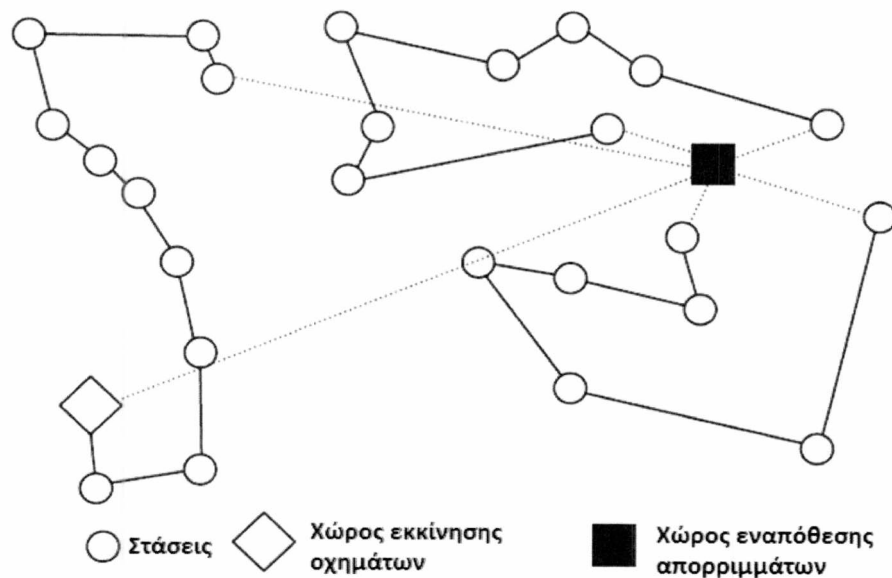 Στάσεις
Χώρος εκκίνησης
οχημάτων
Χώρος εναπόθεσης
απορριμμάτων